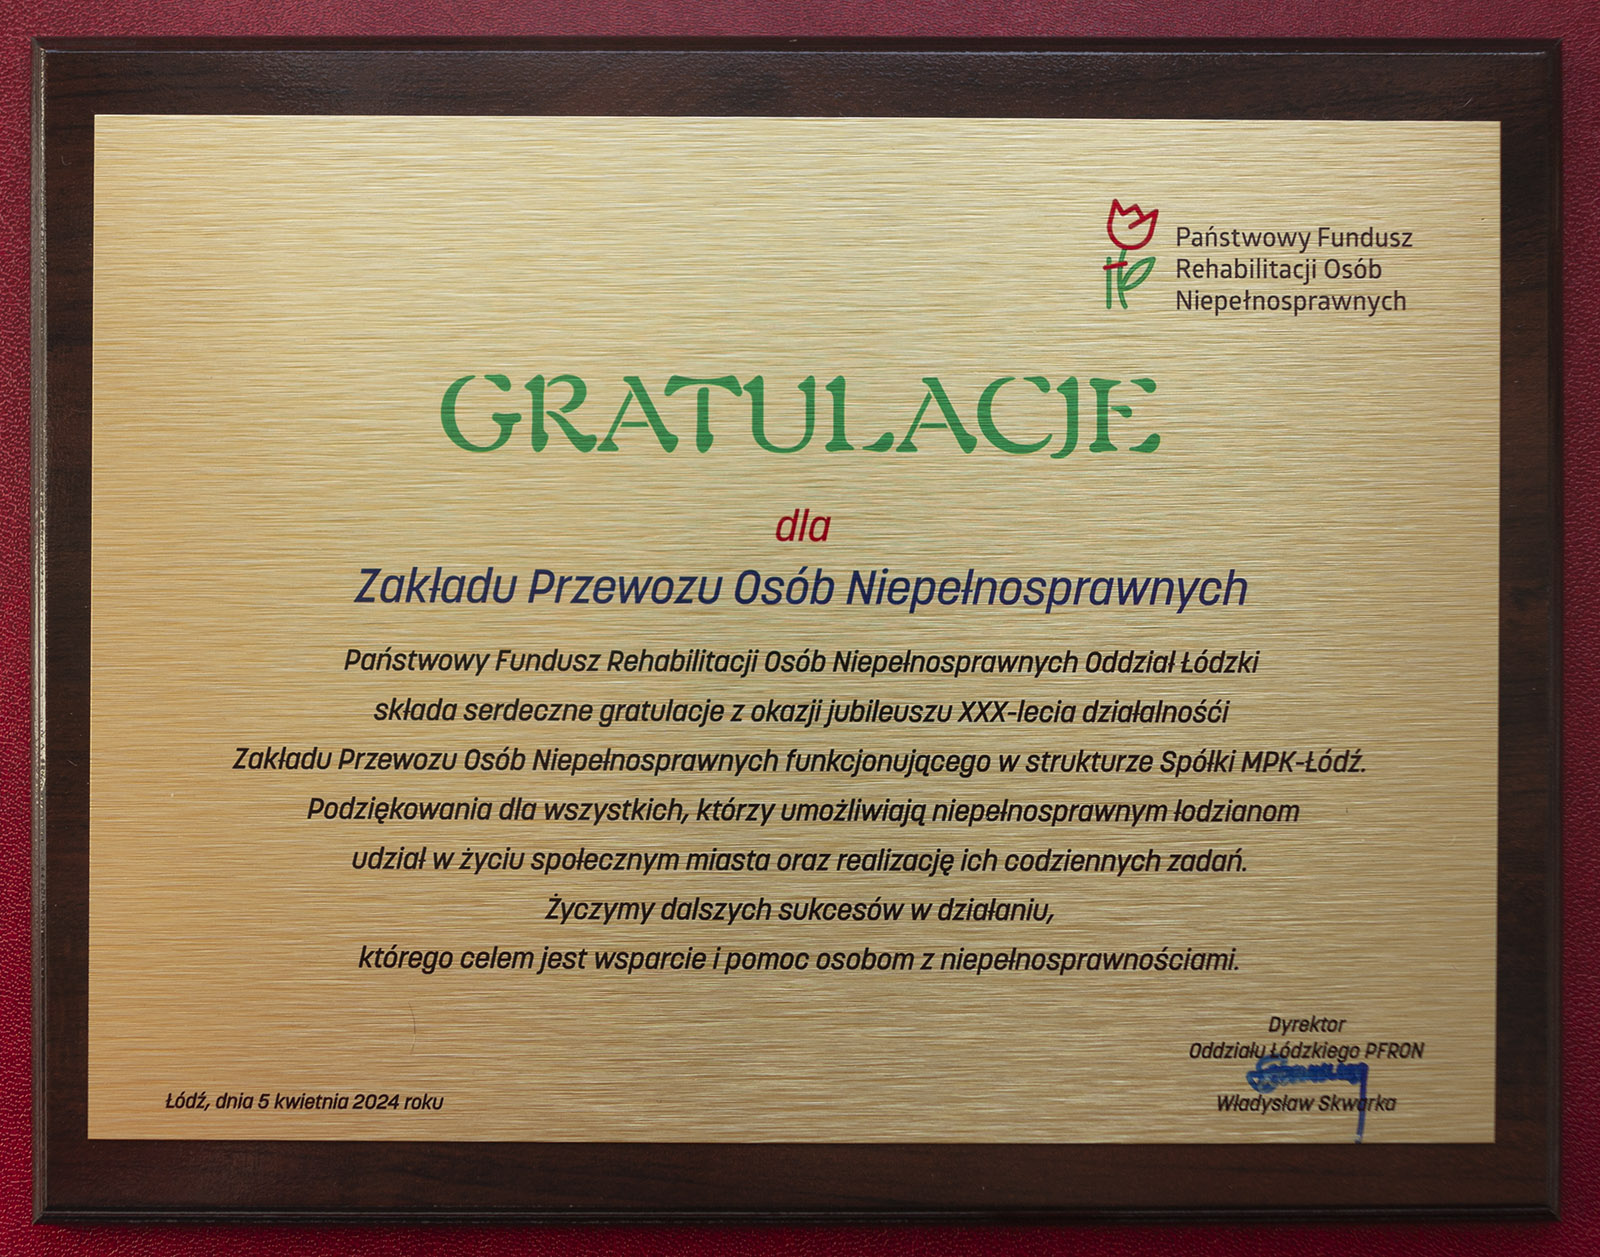 Państwowy Fundusz
Rehabilitacji Osób
Niepełnosprawnych
GRATULACJE
dla
Zakładu Przewozu Osób Niepełnosprawnych
Państwowy Fundusz Rehabilitacji Osób Niepełnosprawnych Oddział Łódzki
składa serdeczne gratulacje z okazji jubileuszu XXX-lecia działalnośći
Zakładu Przewozu Osób Niepełnosprawnych funkcjonującego w strukturze Spółki MPK-Łódź.
Podziękowania dla wszystkich, którzy umożliwiają niepełnosprawnym łodzianom
udział w życiu społecznym miasta oraz realizację ich codziennych zadań.
Życzymy dalszych sukcesów w działaniu,
którego celem jest wsparcie i pomoc osobom z niepełnosprawnościami.
Dyrektor
Oddziału Łódzkiego PFRON
Władysław Skwarka
Łódź, dnia 5 kwietnia 2024 roku